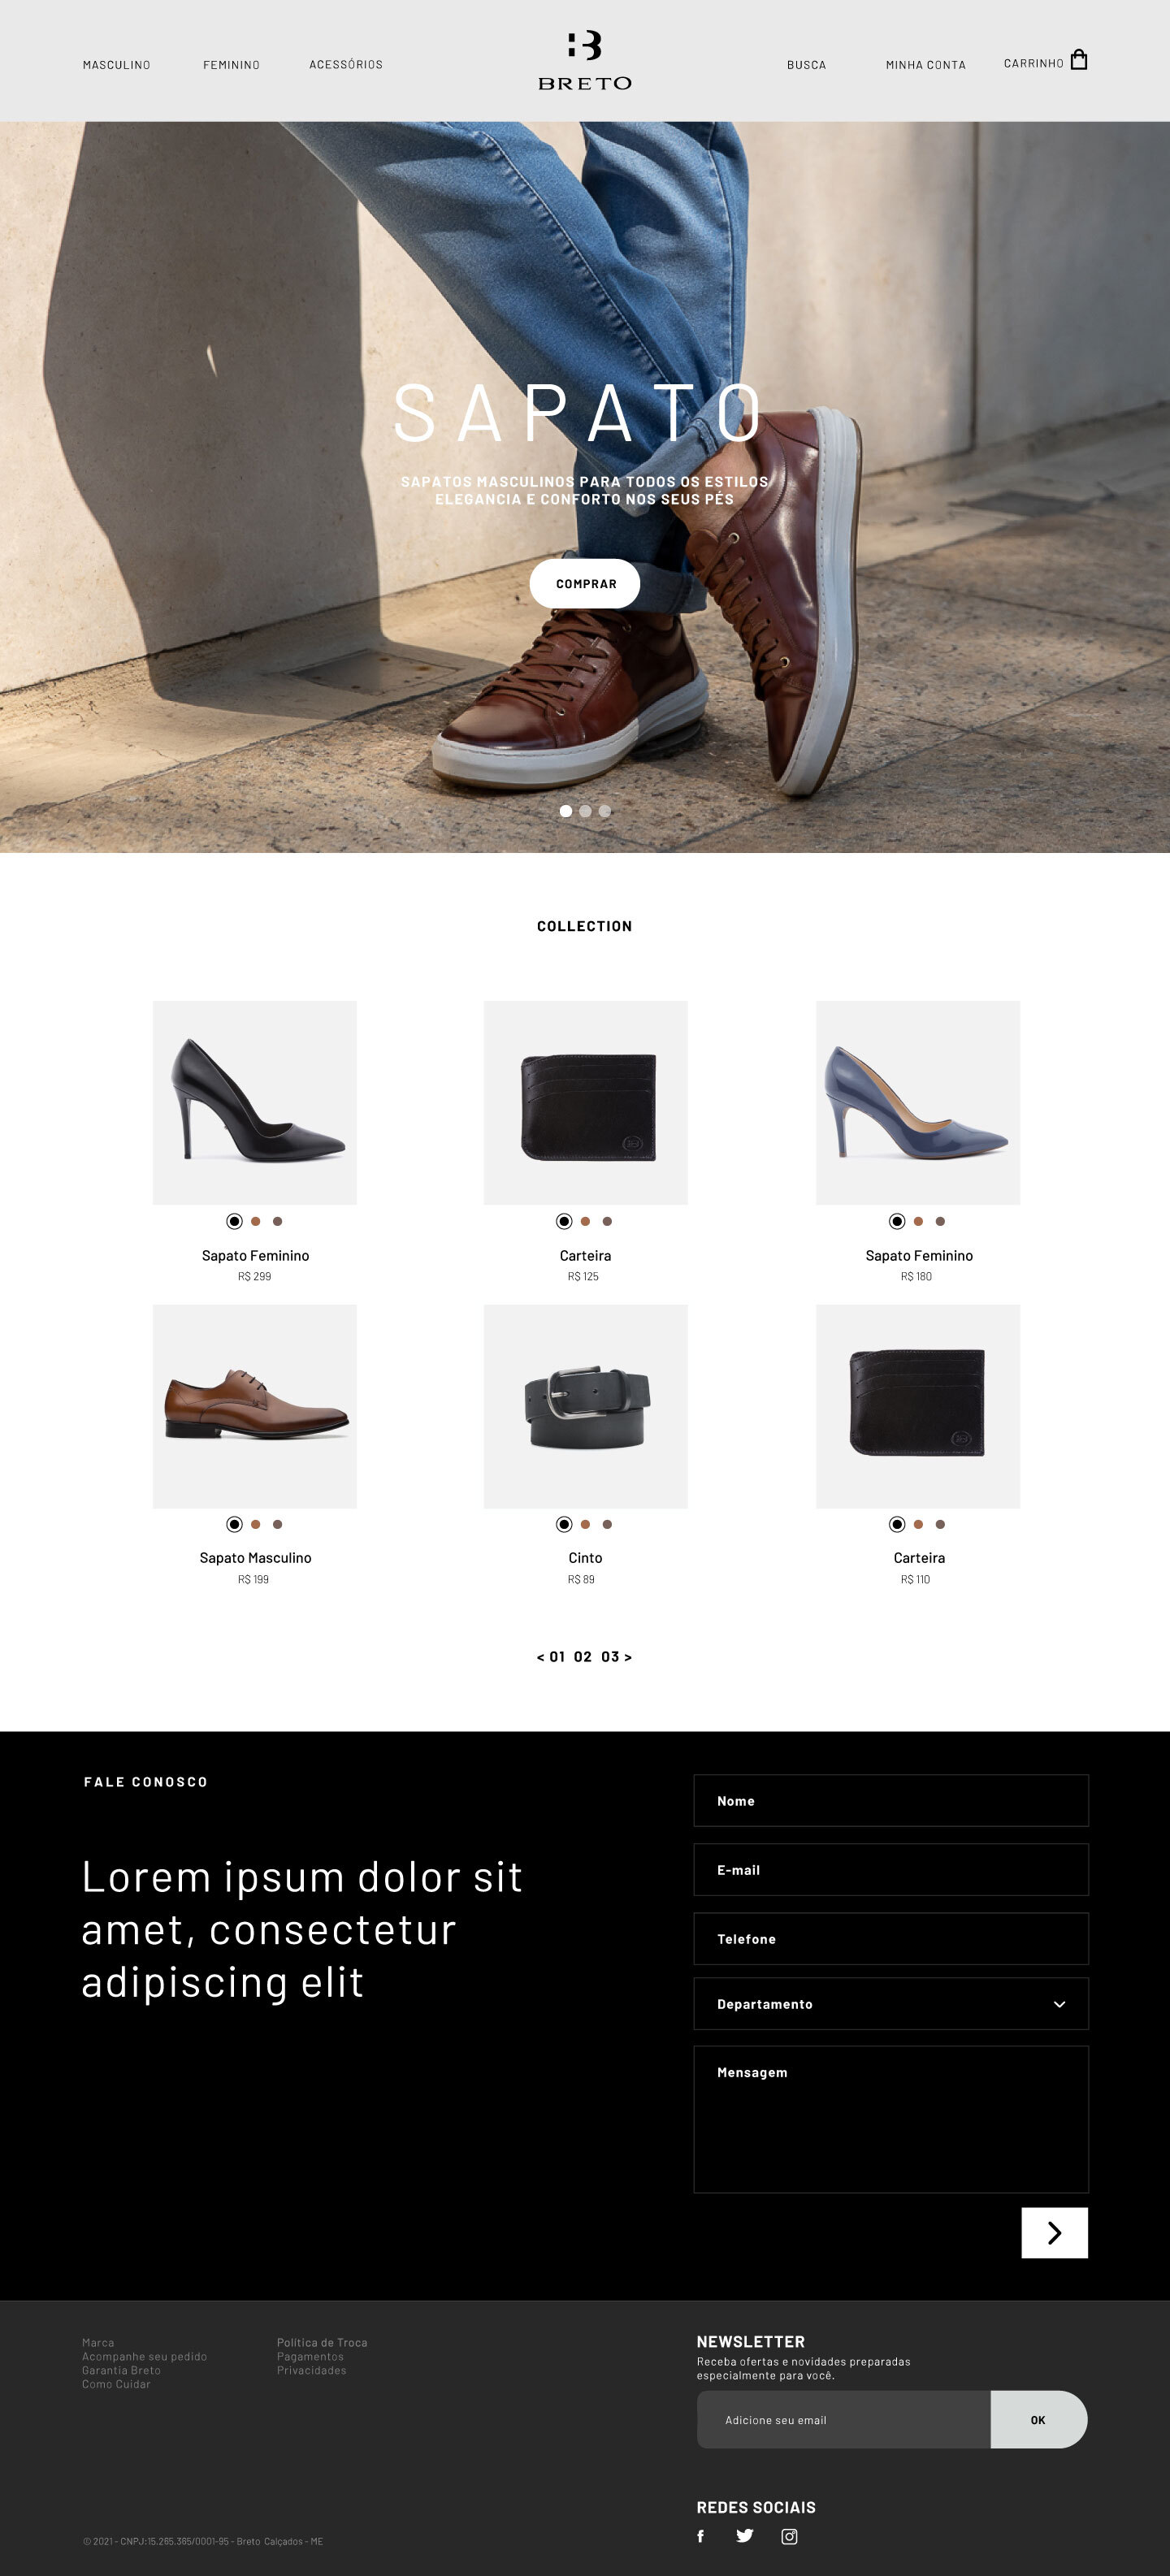 MASCULINO
FEMININO
ACESSÓRIOS
BRETO
BUSCA
MINHA CONTA
CARRINHO
SAPATO
SAPATOS MASCULINOS PARA TODOS OS ESTILOS
ELEGANCIA E CONFORTO NOS SEUS PÉS
COMPRAR
COLLECTION
Sapato Feminino
R$ 299
Carteira
R$ 125
Sapato Feminino
R$ 180
Sapato Masculino
R$ 199
Cinto
R$ 89
Carteira
R$ 110
< 01 02 03 >
FALE CONOSCO
Lorem ipsum dolor sit
amet, consectetur
adipiscing elit
Nome
E-mail
Telefone
Departamento
Mensagem
Marca
Acompanhe seu pedido
Garantia Breto
Como Cuidar
Política de Troca
Pagamentos
Privacidades
NEWSLETTER
Receba ofertas e novidades preparadas
especialmente para você.
Adicione seu email
OK
REDES SOCIAIS
© 2021 - CNPJ:15.265.365/0001-95 - Breto Calçados - ME